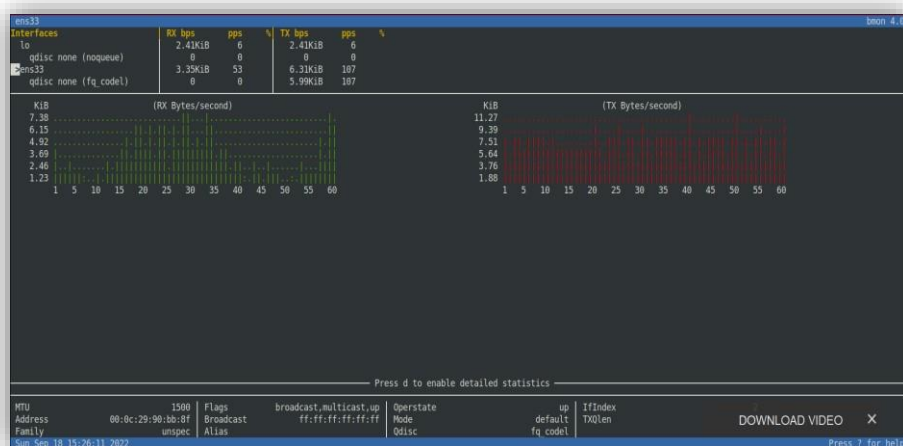 ens33 bmon 4.0
Interfaces RX bps pps % TX bps pps %
lo 2.41KiB 6 2.41KiB 6
qdisc none (noqueue) 0 0 0 0
>ens33 3.35KiB 53 6.31KiB 107
qdisc none (fq_codel) 0 0 5.99KiB 107
KiB (RX Bytes/second) KiB (TX Bytes/second)
7.38 11.27
6.15 9.39
4.92 7.51
3.69 5.64
2.46 3.76
1.23 1.88
1 5 10 15 20 25 30 35 40 45 50 55 60 1 5 10 15 20 25 30 35 40 45 50 55 60
Press d to enable detailed statistics
MTU 1500 Flags broadcast,multicast,up Operstate up IfIndex
Address 00:0c:29:90:bb:8f Broadcast ff:ff:ff:ff:ff:ff Mode default TXQlen
DOWNLOAD VIDEO X
Family unspec Alias Qdisc fq_codel
Sun Sep 18 15:26:11 2022 Press ? for help